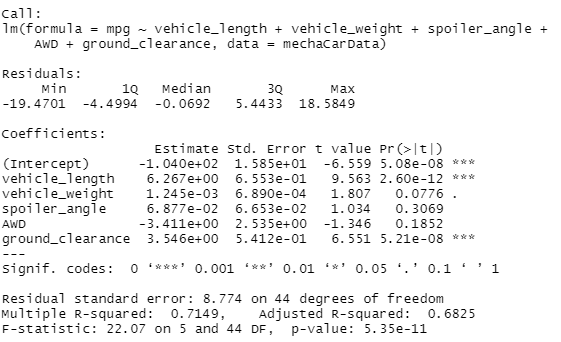 Call:
lm(formula = mpg ~ vehicle_length + vehicle_weight + spoiler_angle +
    AWD + ground_clearance, data = mechaCarData)

Residuals:
     Min       1Q   Median       3Q      Max
-19.4701  -4.4994  -0.0692   5.4433  18.5849

Coefficients:
                   Estimate Std. Error t value Pr(>|t|)
(Intercept)      -1.040e+02  1.585e+01  -6.559 5.08e-08 ***
vehicle_length    6.267e+00  6.553e-01   9.563 2.60e-12 ***
vehicle_weight    1.245e-03  6.890e-04   1.807   0.0776 .
spoiler_angle     6.877e-02  6.653e-02   1.034   0.3069
AWD              -3.411e+00  2.535e+00  -1.346   0.1852
ground_clearance  3.546e+00  5.412e-01   6.551 5.21e-08 ***
---
Signif. codes:  0 ‘***’ 0.001 ‘**’ 0.01 ‘*’ 0.05 ‘.’ 0.1 ‘ ’ 1

Residual standard error: 8.774 on 44 degrees of freedom
Multiple R-squared:  0.7149,    Adjusted R-squared:  0.6825
F-statistic: 22.07 on 5 and 44 DF,  p-value: 5.35e-11